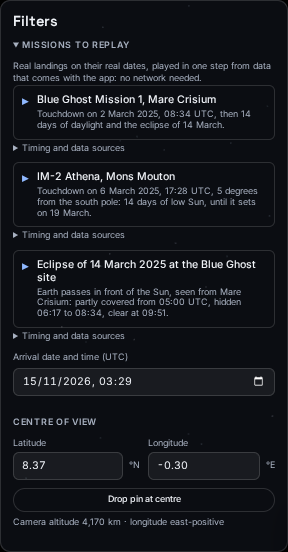 Filters
▼ MISSIONS TO REPLAY
Real landings on their real dates, played in one step from data
that comes with the app: no network needed.
▶ Blue Ghost Mission 1, Mare Crisium
Touchdown on 2 March 2025, 08:34 UTC, then 14
days of daylight and the eclipse of 14 March.
▶ Timing and data sources
▶ IM-2 Athena, Mons Mouton
Touchdown on 6 March 2025, 17:28 UTC, 5 degrees
from the south pole: 14 days of low Sun, until it sets
on 19 March.
▶ Timing and data sources
▶ Eclipse of 14 March 2025 at the Blue Ghost
site
Earth passes in front of the Sun, seen from Mare
Crisium: partly covered from 05:00 UTC, hidden
06:17 to 08:34, clear at 09:51.
▶ Timing and data sources
Arrival date and time (UTC)
15/11/2026, 03:29
CENTRE OF VIEW
Latitude Longitude
8.37 °N -0.30 °E
Drop pin at centre
Camera altitude 4,170 km · longitude east-positive